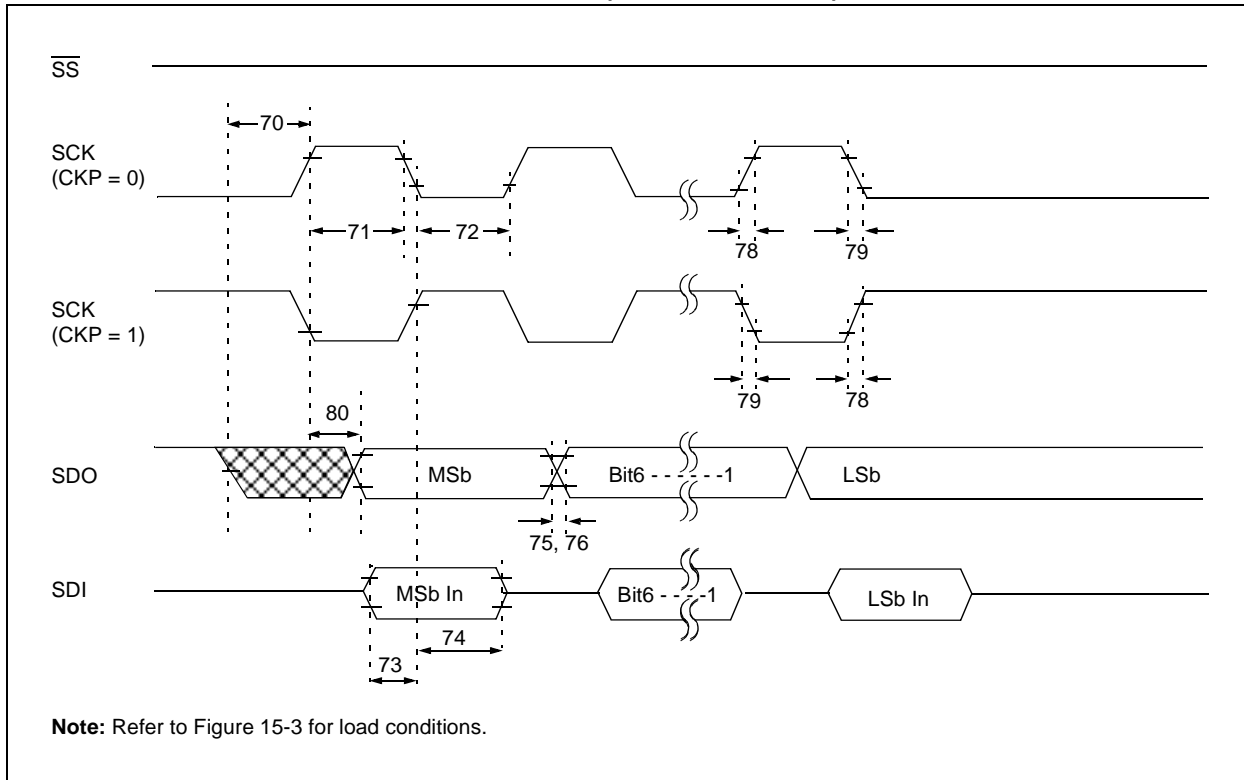 SS
70
SCK
(CKP = 0)
71
72
78
79
SCK
(CKP = 1)
79
78
80
SDO
MSb
Bit6 - - - - - -1
LSb
75, 76
SDI
MSb In
Bit6 - - - -1
LSb In
74
73
Note: Refer to Figure 15-3 for load conditions.